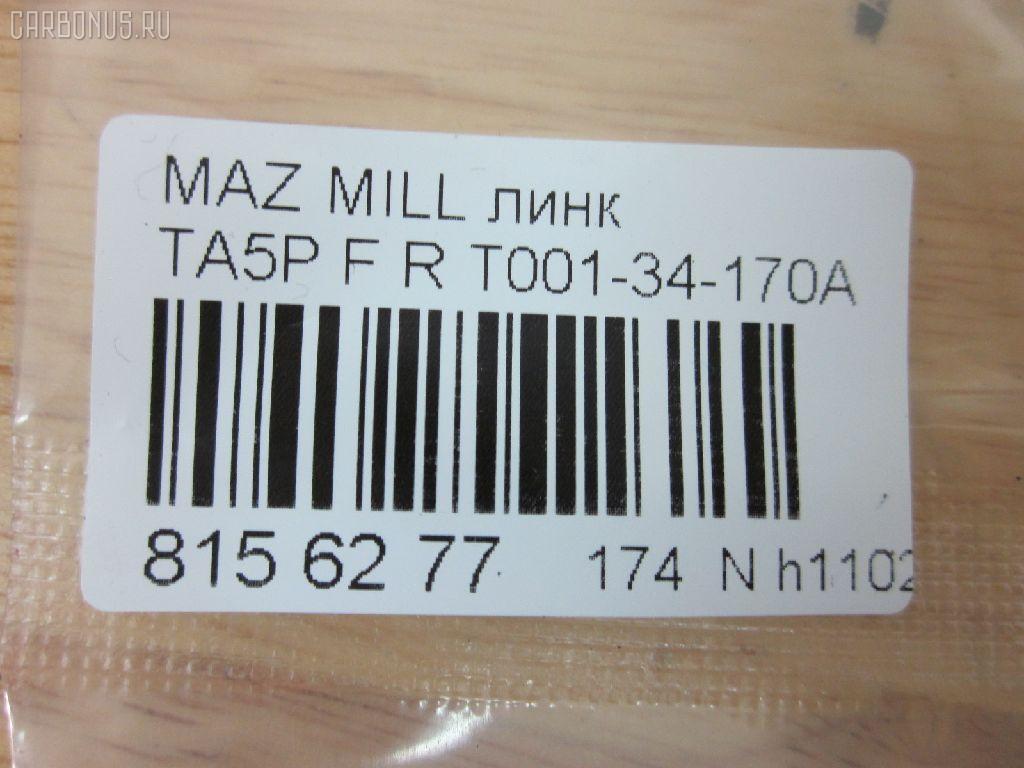 CARBONUS.RU
MAZ MILL линк
TA5P F R T001-34-170A
815 62 77 174 N h1102